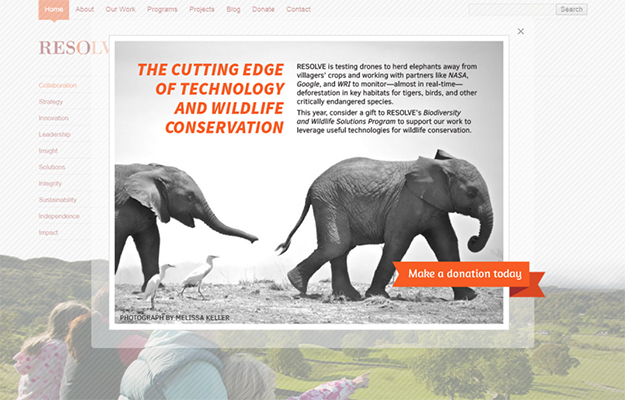 Home About Our Work Programs Projects Blog Donate Contact Search
RESOLV
×
THE CUTTING EDGE
OF TECHNOLOGY
AND WILDLIFE
CONSERVATION
RESOLVE is testing drones to herd elephants away from
villagers' crops and working with partners like NASA,
Google, and WRI to monitor—almost in real-time—
deforestation in key habitats for tigers, birds, and other
critically endangered species.
This year, consider a gift to RESOLVE's Biodiversity
and Wildlife Solutions Program to support our work to
leverage useful technologies for wildlife conservation.
Collaboration
Strategy
Innovation
Leadership
Insight
Solutions
Integrity
Sustainability
Independence
Impact
Make a donation today
PHOTOGRAPH BY MELISSA KELLER